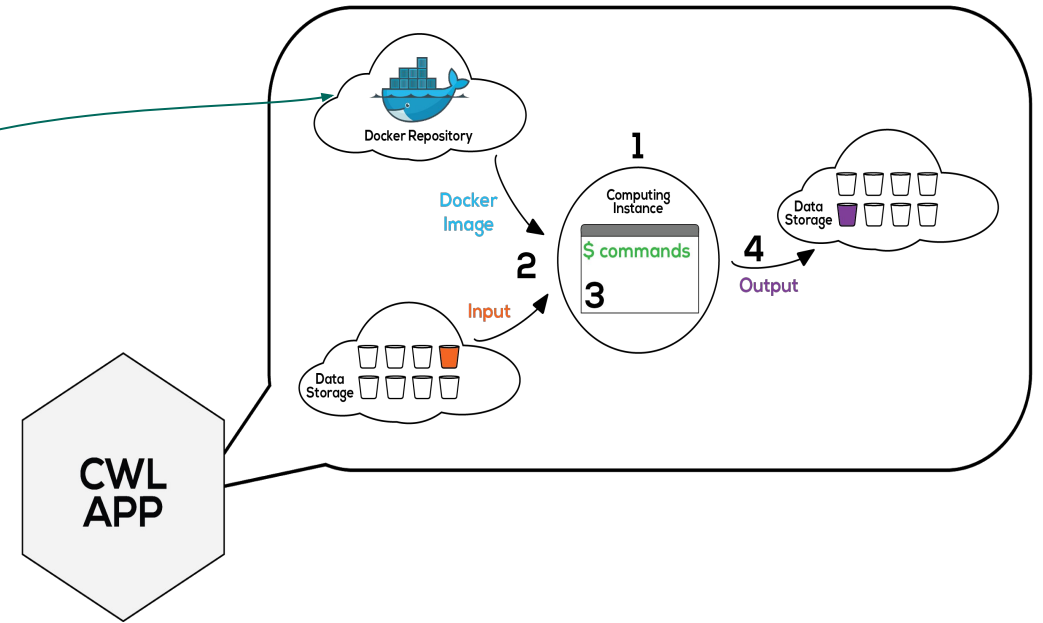 Docker Repository
1
Computing
Instance
Docker
Image
$ commands
2
3
Input
Data
Storage
4
Output
Data
Storage
CWL
APP